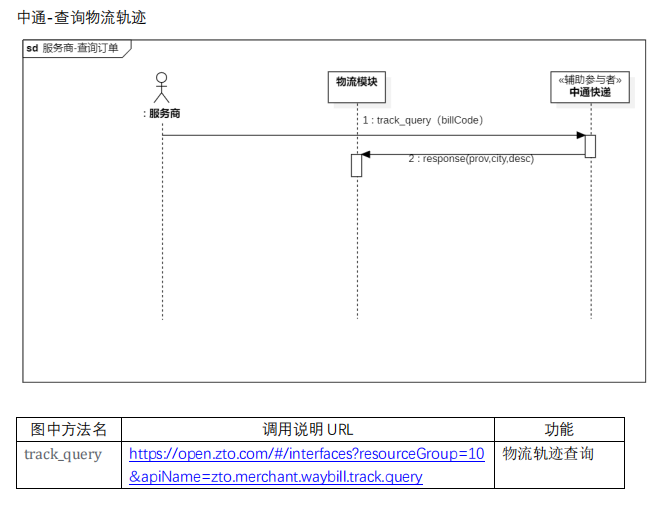 中通-查询物流轨迹
sd 服务商-查询订单
: 服务商
物流模块
«辅助参与者»
中通快递
1 : track_query（billCode）
2 : response(prov,city,desc)
图中方法名 调用说明 URL 功能
track_query https://open.zto.com/#/interfaces?resourceGroup=10 物流轨迹查询
&apiName=zto.merchant.waybill.track.query